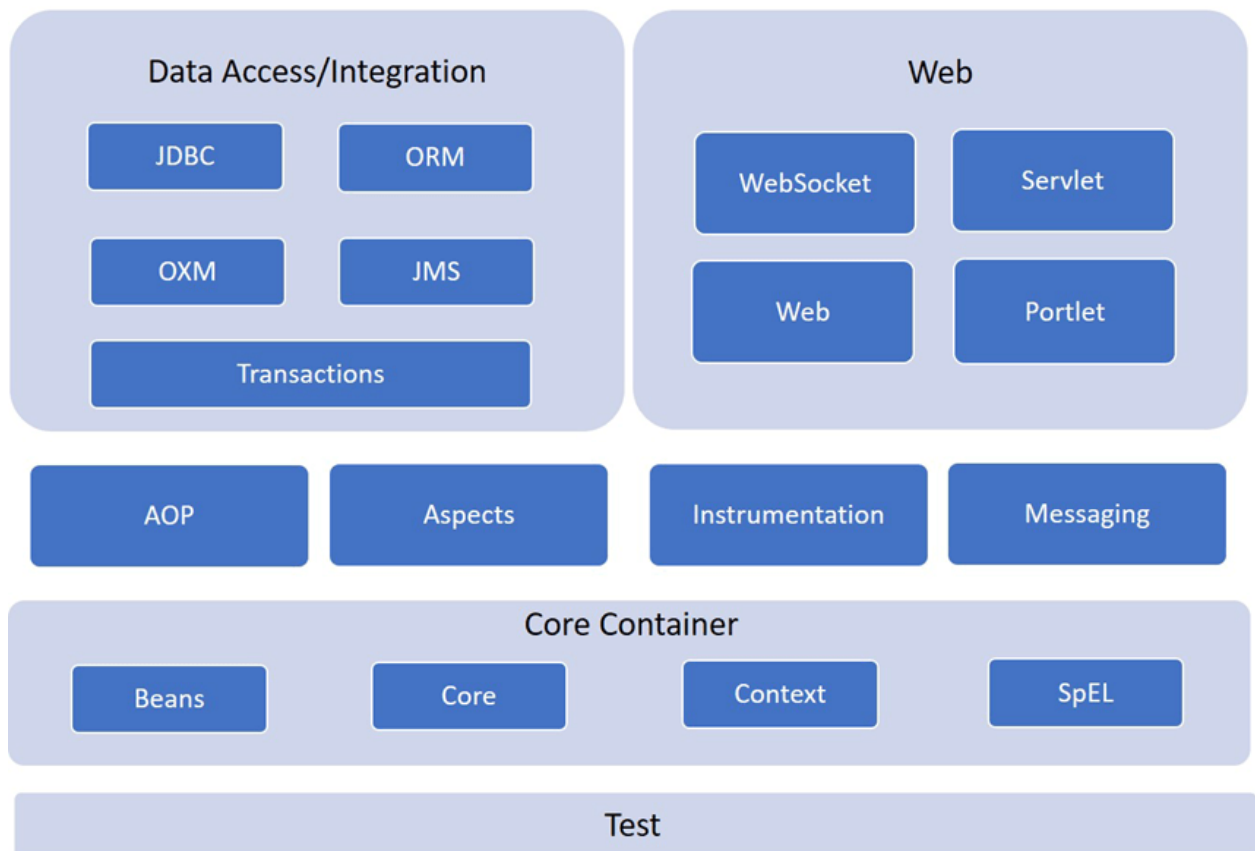 Data Access/Integration
JDBC
ORM
OXM
JMS
Transactions
Web
WebSocket
Servlet
Web
Portlet
AOP
Aspects
Instrumentation
Messaging
Core Container
Beans
Core
Context
SpEL
Test